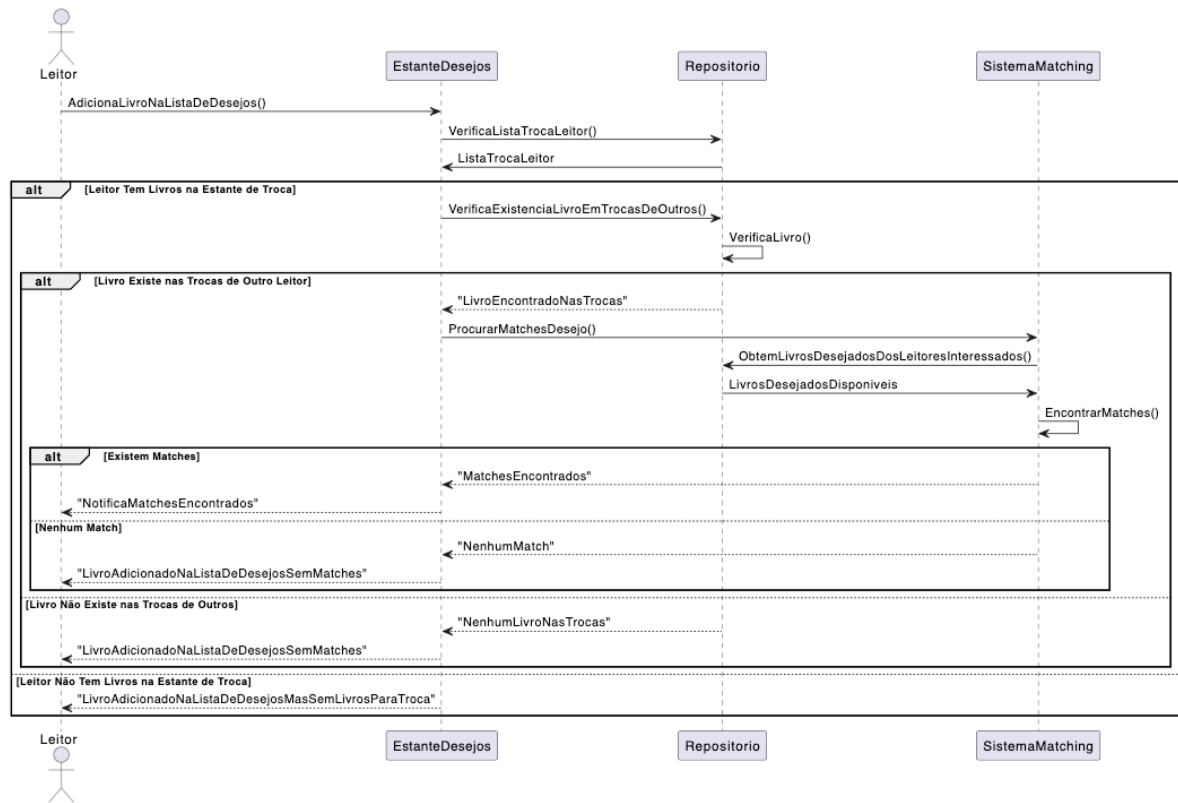 Leitor
EstanteDesejos
Repositorio
SistemaMatching
AdicionaLivroNaListaDeDesejos()
VerificaListaTrocaLeitor()
ListaTrocaLeitor
alt
[Leitor Tem Livros na Estante de Troca]
VerificaExistenciaLivroEmTrocasDeOutros()
VerificaLivro()
alt
[Livro Existe nas Trocas de Outro Leitor]
"LivroEncontradoNasTrocas"
ProcurarMatchesDesejo()
ObtemLivrosDesejadosDosLeitoresInteressados()
LivrosDesejadosDisponiveis
EncontrarMatches()
alt
[Existem Matches]
"MatchesEncontrados"
"NotificaMatchesEncontrados"
[Nenhum Match]
"NenhumMatch"
"LivroAdicionadoNaListaDeDesejosSemMatches"
[Livro Não Existe nas Trocas de Outros]
"NenhumLivroNasTrocas"
"LivroAdicionadoNaListaDeDesejosSemMatches"
[Leitor Não Tem Livros na Estante de Troca]
"LivroAdicionadoNaListaDeDesejosMasSemLivrosParaTroca"
Leitor
EstanteDesejos
Repositorio
SistemaMatching